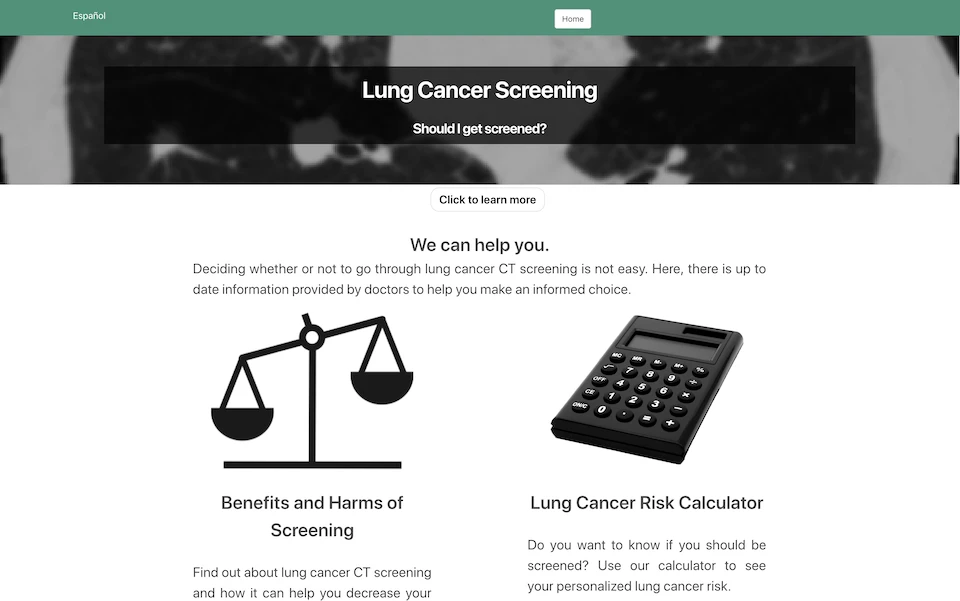 Español
Home
Lung Cancer Screening
Should I get screened?
Click to learn more
We can help you.
Deciding whether or not to go through lung cancer CT screening is not easy. Here, there is up to
date information provided by doctors to help you make an informed choice.
MC MR M- M+ %
√ 7 8 9 ÷
OFF 4 5 6 ×
CE 1 2 3 −
ON/C 0 . = +
Benefits and Harms of
Screening
Lung Cancer Risk Calculator
Find out about lung cancer CT screening
and how it can help you decrease your
Do you want to know if you should be
screened? Use our calculator to see
your personalized lung cancer risk.